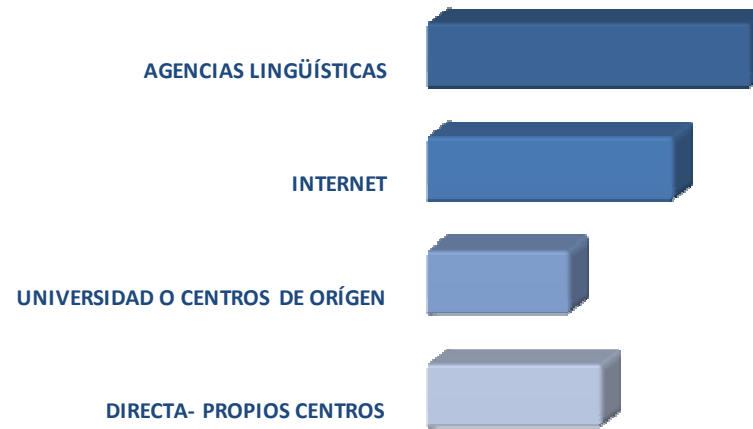 AGENCIAS LINGÜÍSTICAS
INTERNET
UNIVERSIDAD O CENTROS DE ORÍGEN
DIRECTA- PROPIOS CENTROS